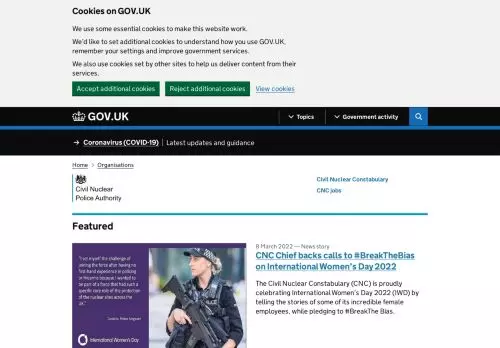 Cookies on GOV.UK
We use some essential cookies to make this website work.
We'd like to set additional cookies to understand how you use GOV.UK,
remember your settings and improve government services.
We also use cookies set by other sites to help us deliver content from their
services.
Accept additional cookies
Reject additional cookies
View cookies
GOV.UK
Topics
Government activity
→ Coronavirus (COVID-19) Latest updates and guidance
Home > Organisations
Civil Nuclear
Police Authority
Civil Nuclear Constabulary
CNC jobs
Featured
"I set myself the challenge of
joining the force after having no
first-hand experience in policing
or firearms because I wanted to
be part of a force that had such
a specific core role of the protection
of the nuclear sites across the
UK."
International Women's Day
8 March 2022 — News story
CNC Chief backs calls to #BreakTheBias
on International Women's Day 2022
The Civil Nuclear Constabulary (CNC) is proudly
celebrating International Women's Day 2022 (IWD) by
telling the stories of some of its incredible female
employees, while pledging to #BreakThe Bias.